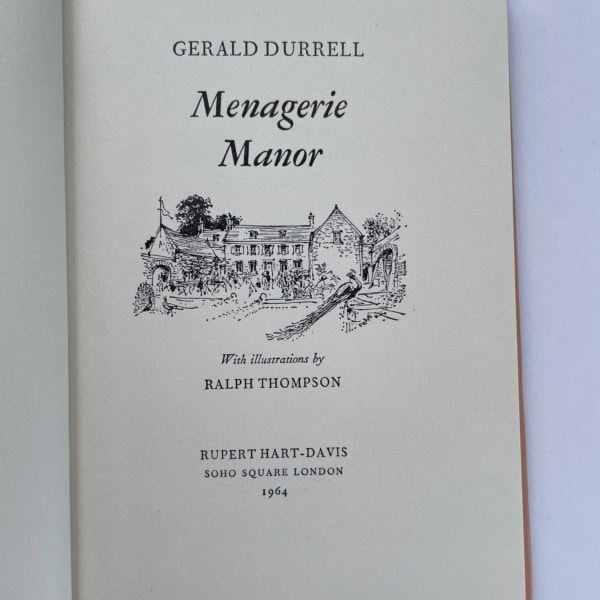 GERALD DURRELL
Menagerie
Manor
With illustrations by
RALPH THOMPSON
RUPERT HART-DAVIS
SOHO SQUARE LONDON
1964